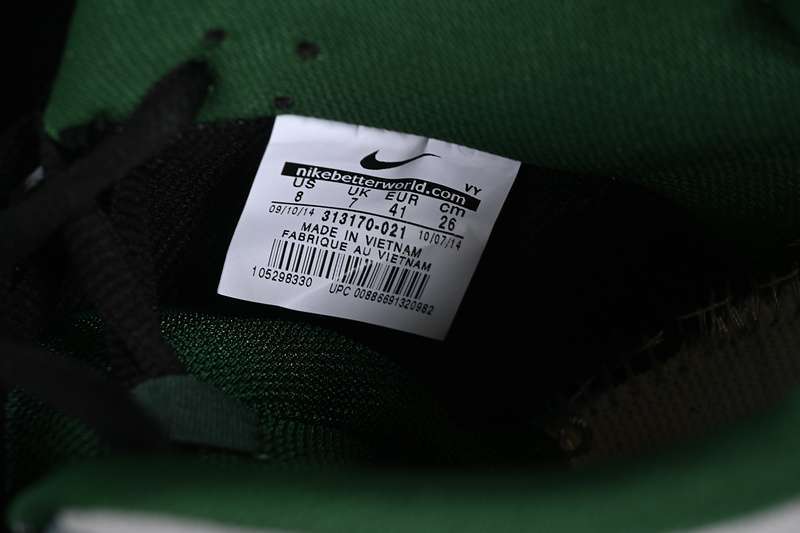 nikebetterworld.com VY
US UK EUR cm
8 7 41 26
09/10/14 313170-021 10/07/14
MADE IN VIETNAM
FABRIQUE AU VIETNAM
105298330 UPC 00886691320982